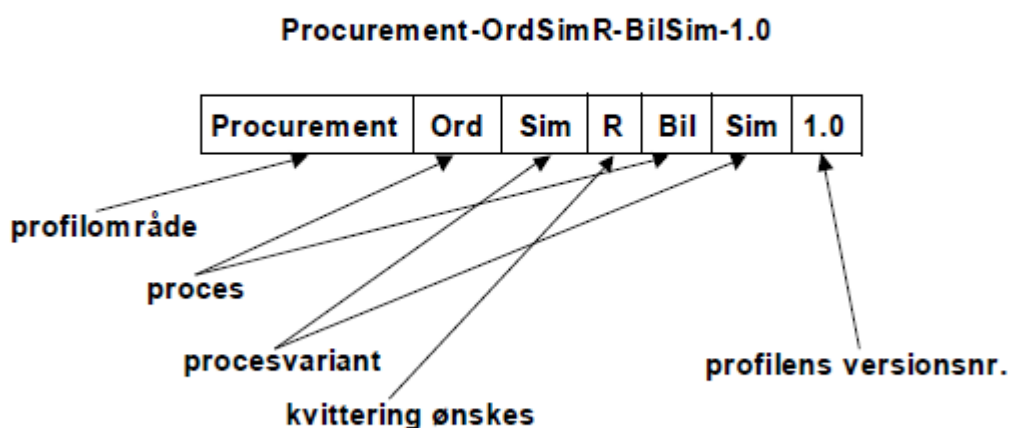 Procurement-OrdSimR-BilSim-1.0
Procurement Ord Sim R Bil Sim 1.0
profilområde
proces
procesvariant
profilens versionsnr.
kvittering ønskes